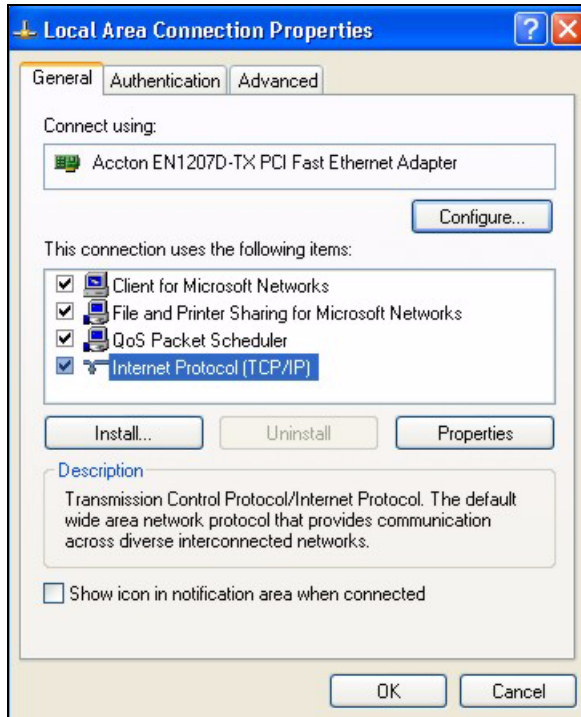 Local Area Connection Properties
?
X
General
Authentication
Advanced
Connect using:
Accton EN1207D-TX PCI Fast Ethernet Adapter
Configure...
This connection uses the following items:
Client for Microsoft Networks
File and Printer Sharing for Microsoft Networks
QoS Packet Scheduler
Internet Protocol (TCP/IP)
Install...
Uninstall
Properties
Description
Transmission Control Protocol/Internet Protocol. The default
wide area network protocol that provides communication
across diverse interconnected networks.
Show icon in notification area when connected
OK
Cancel